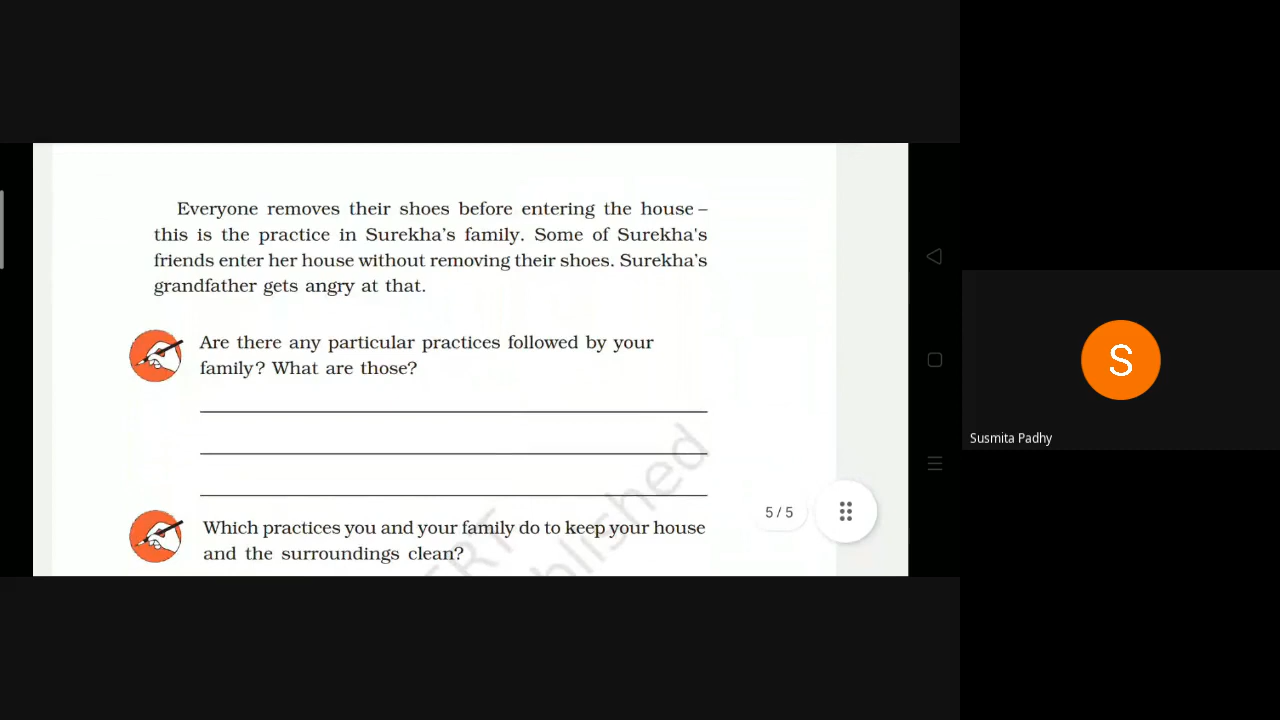 Everyone removes their shoes before entering the house –
this is the practice in Surekha’s family. Some of Surekha's
friends enter her house without removing their shoes. Surekha’s
grandfather gets angry at that.
Are there any particular practices followed by your
family? What are those?
Which practices you and your family do to keep your house
and the surroundings clean?
5 / 5
S
Susmita Padhy